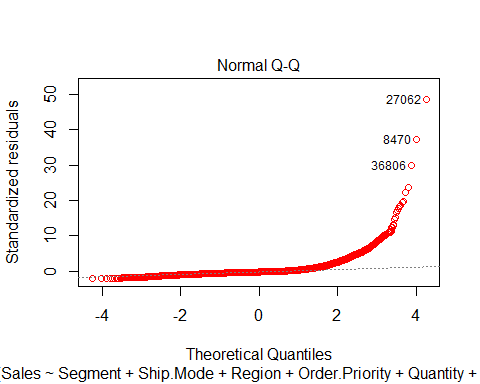 Normal Q-Q
Standardized residuals
50
40
30
20
10
0
27062
8470
36806
-4 -2 0 2 4
Theoretical Quantiles
(Sales ~ Segment + Ship.Mode + Region + Order.Priority + Quantity +